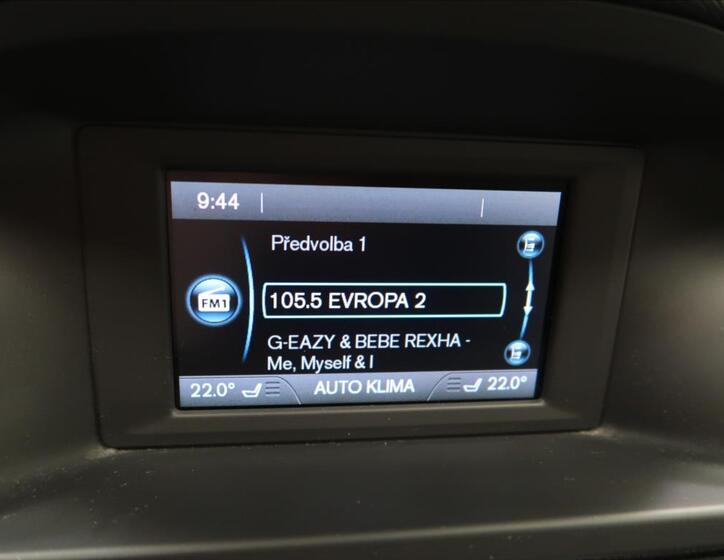 9:44
Předvolba 1
FM1
105.5 EVROPA 2
G-EAZY & BEBE REXHA -
Me, Myself & I
22.0° AUTO KLIMA 22.0°